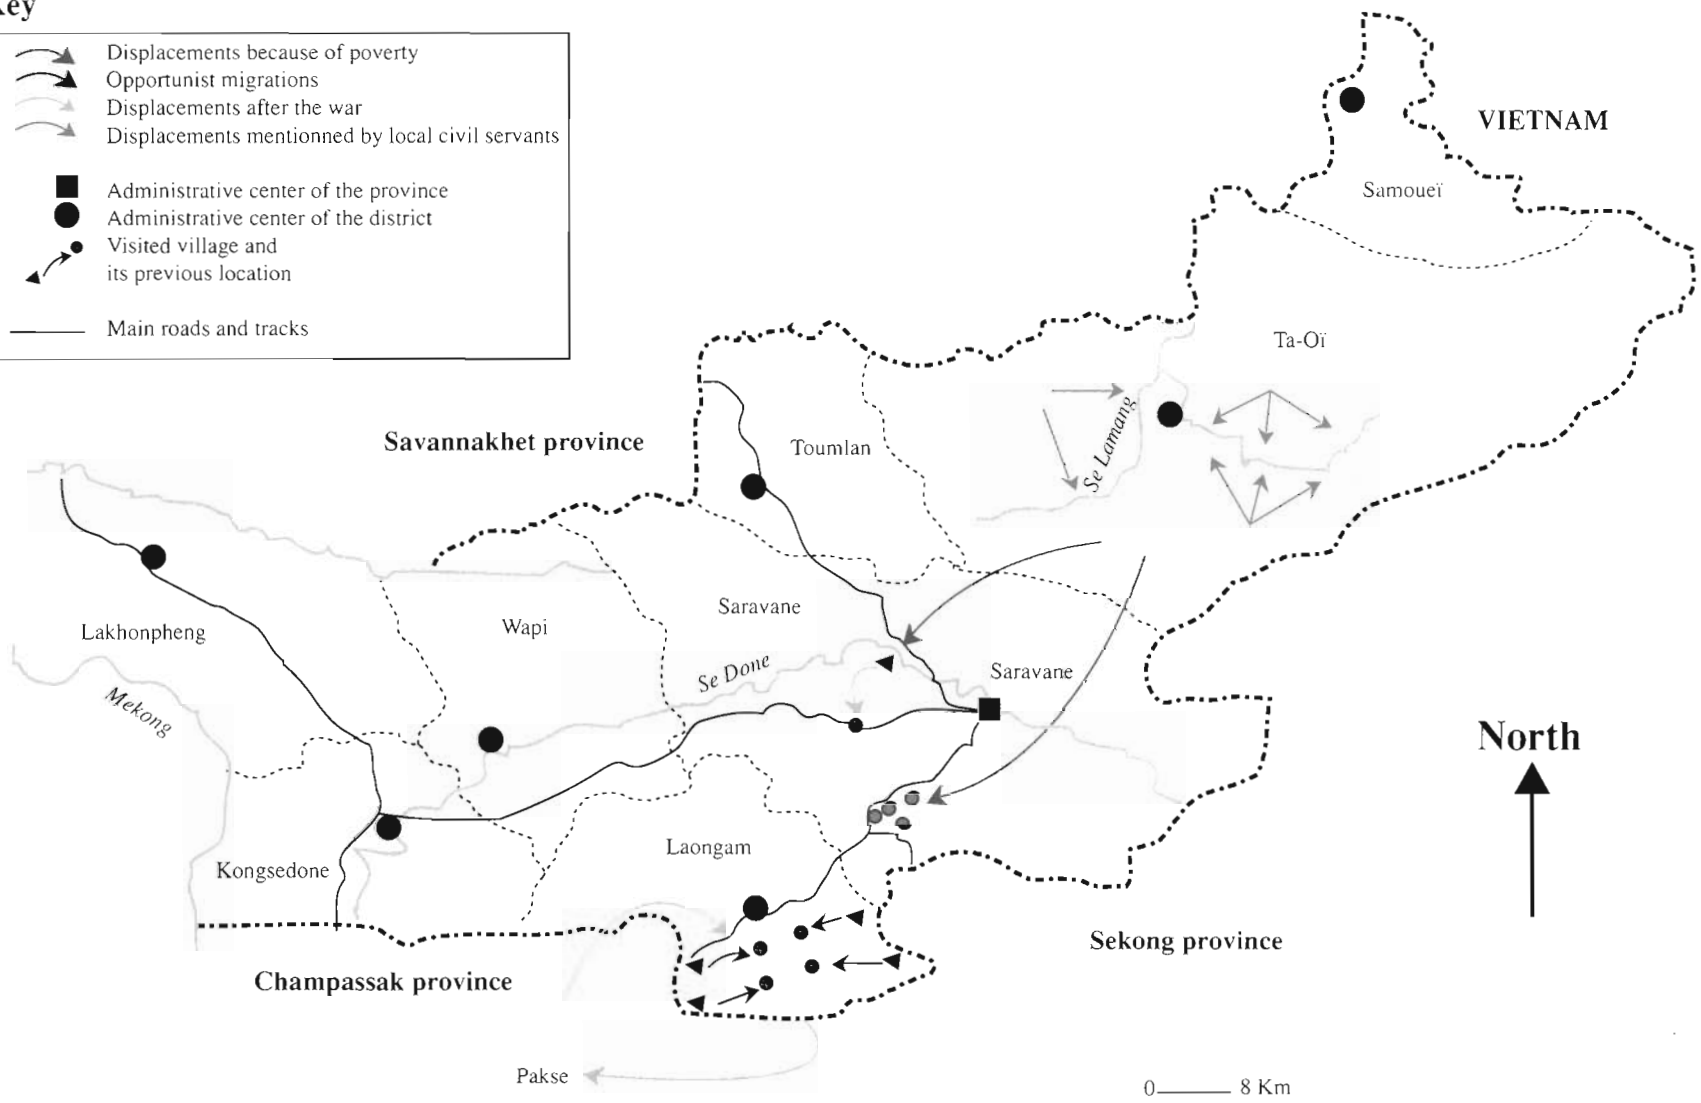 Key
Displacements because of poverty
Opportunist migrations
Displacements after the war
Displacements mentionned by local civil servants
Administrative center of the province
Administrative center of the district
Visited village and
its previous location
Main roads and tracks
VIETNAM
Samoueï
Ta-Oï
Savannakhet province
Toumlan
Se Lamang
Lakhonpheng
Wapi
Saravane
Se Done
Saravane
Mekong
North
Kongsedone
Laongam
Sekong province
Champassak province
Pakse
0 8 Km